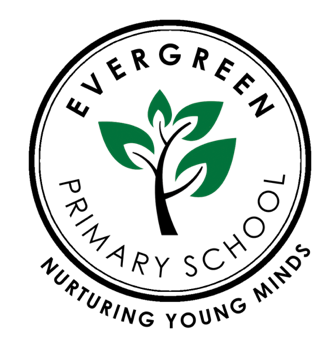 EVERGREEN
PRIMARY SCHOOL
NURTURING YOUNG MINDS